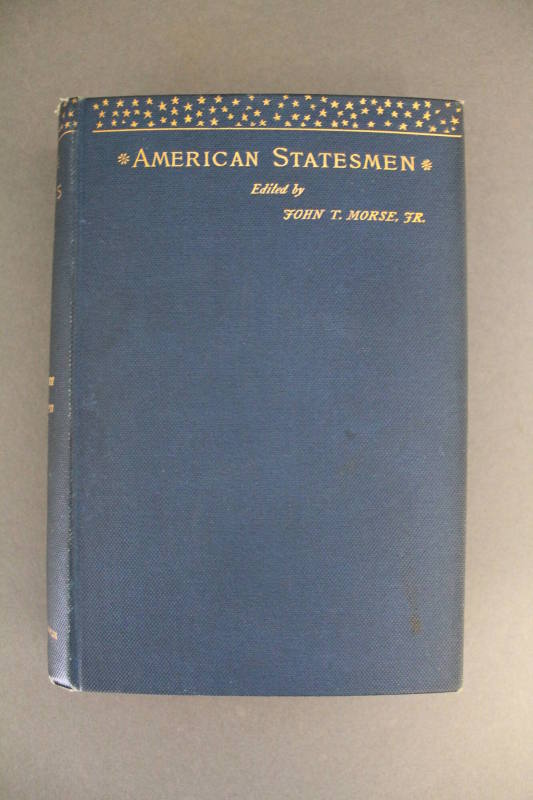 AMERICAN STATESMEN
Edited by
JOHN T. MORSE, JR.